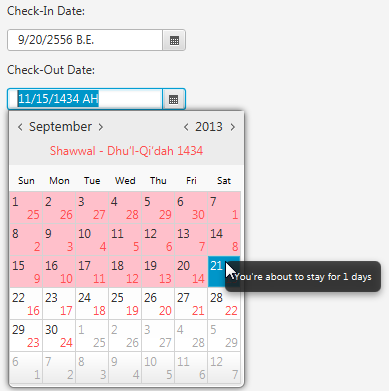 Check-In Date:
9/20/2556 B.E.
Check-Out Date:
11/15/1434 AH
September 2013
Shawwal - Dhu'l-Qi'dah 1434
Sun Mon Tue Wed Thu Fri Sat
1 2 3 4 5 6 7
25 26 27 28 29 30 1
8 9 10 11 12 13 14
2 3 4 5 6 7 8
15 16 17 18 19 20 21
9 10 11 12 13 14
You're about to stay for 1 days
22 23 24 25 26 27 28
16 17 18 19 20 21 22
29 30 1 2 3 4 5
23 24 25 26 27 28 29
6 7 8 9 10 11 12
1 2 3 4 5 6 7